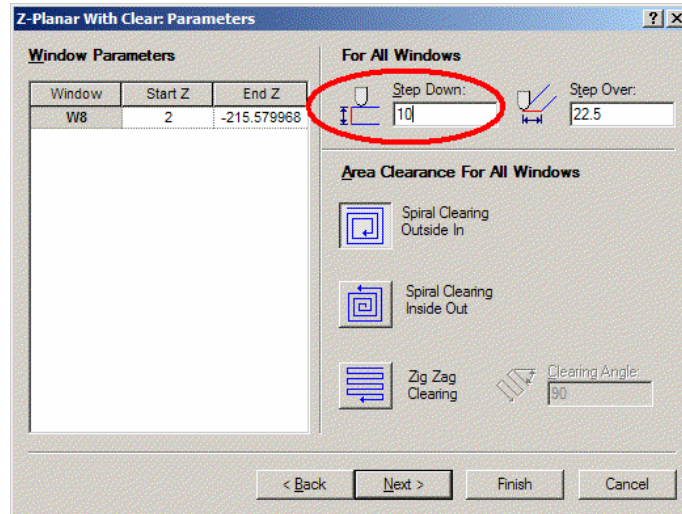 Z-Planar With Clear: Parameters
Window Parameters
Window Start Z End Z
W8 2 -215.579968
For All Windows
Step Down:
10
Step Over:
22.5
Area Clearance For All Windows
Spiral Clearing
Outside In
Spiral Clearing
Inside Out
Zig Zag
Clearing
Clearing Angle:
90
< Back
Next >
Finish
Cancel